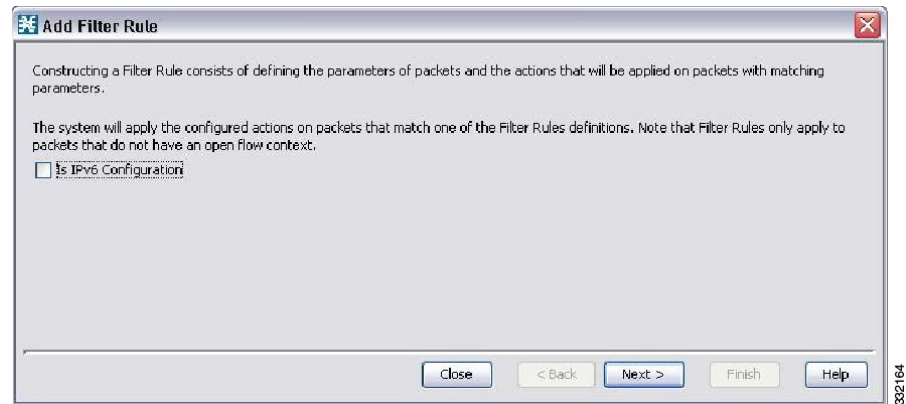 Add Filter Rule
Constructing a Filter Rule consists of defining the parameters of packets and the actions that will be applied on packets with matching
parameters.
The system will apply the configured actions on packets that match one of the Filter Rules definitions. Note that Filter Rules only apply to
packets that do not have an open flow context.
Is IPv6 Configuration
Close < Back Next > Finish Help
332164